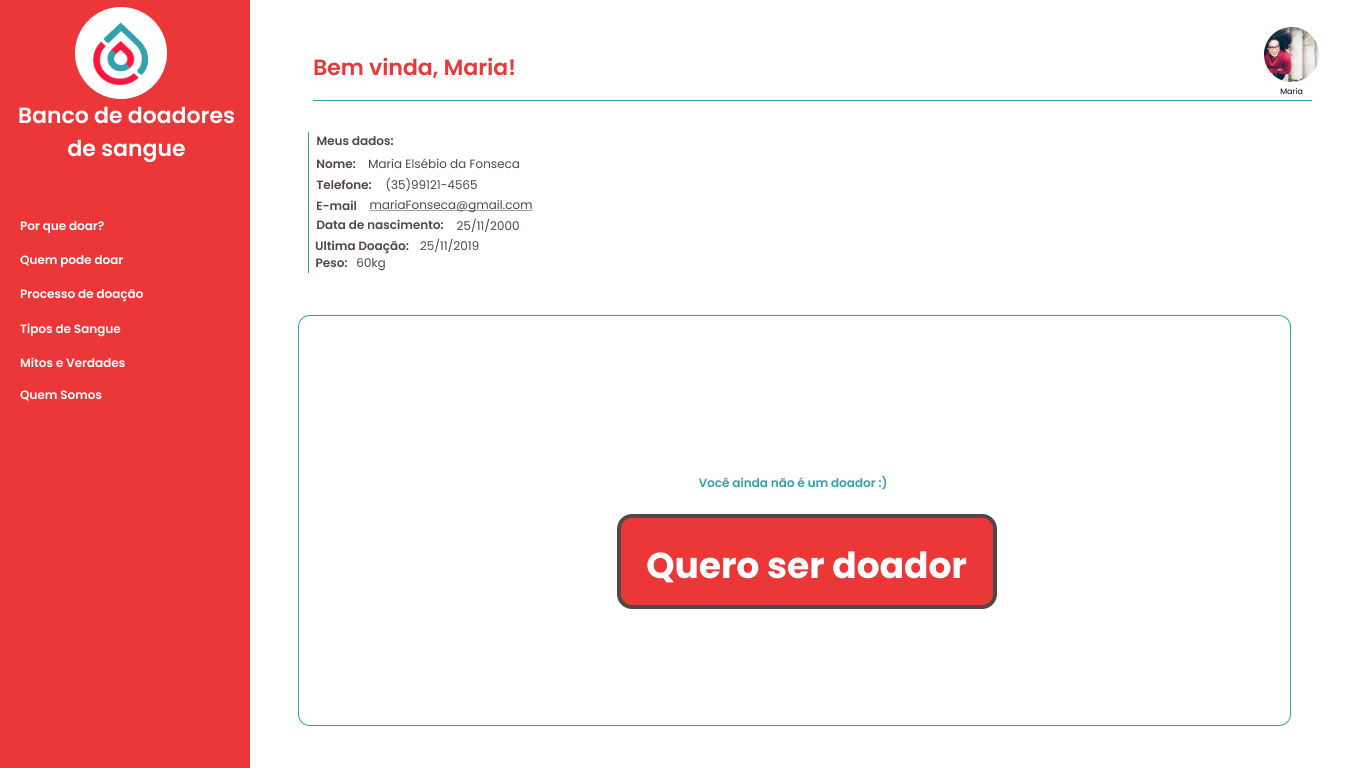 Banco de doadores
de sangue
Por que doar?
Quem pode doar
Processo de doação
Tipos de Sangue
Mitos e Verdades
Quem Somos
Bem vinda, Maria!
Maria
Meus dados:
Nome: Maria Elsébio da Fonseca
Telefone: (35)99121-4565
E-mail mariaFonseca@gmail.com
Data de nascimento: 25/11/2000
Ultima Doação: 25/11/2019
Peso: 60kg
Você ainda não é um doador :)
Quero ser doador